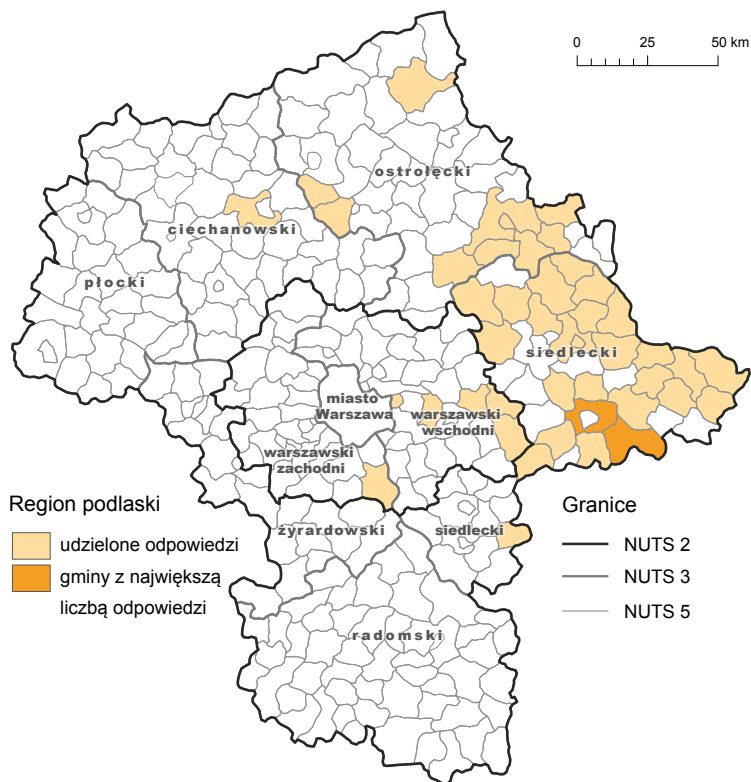 0 25 50 km
ostrołęcki
ciechanowski
płocki
siedlecki
miasto
Warszawa
warszawski
wschodni
warszawski
zachodni
Region podlaski
udzielone odpowiedzi
gminy z największą
liczbą odpowiedzi
żyrardowski
siedlecki
radomski
Granice
NUTS 2
NUTS 3
NUTS 5